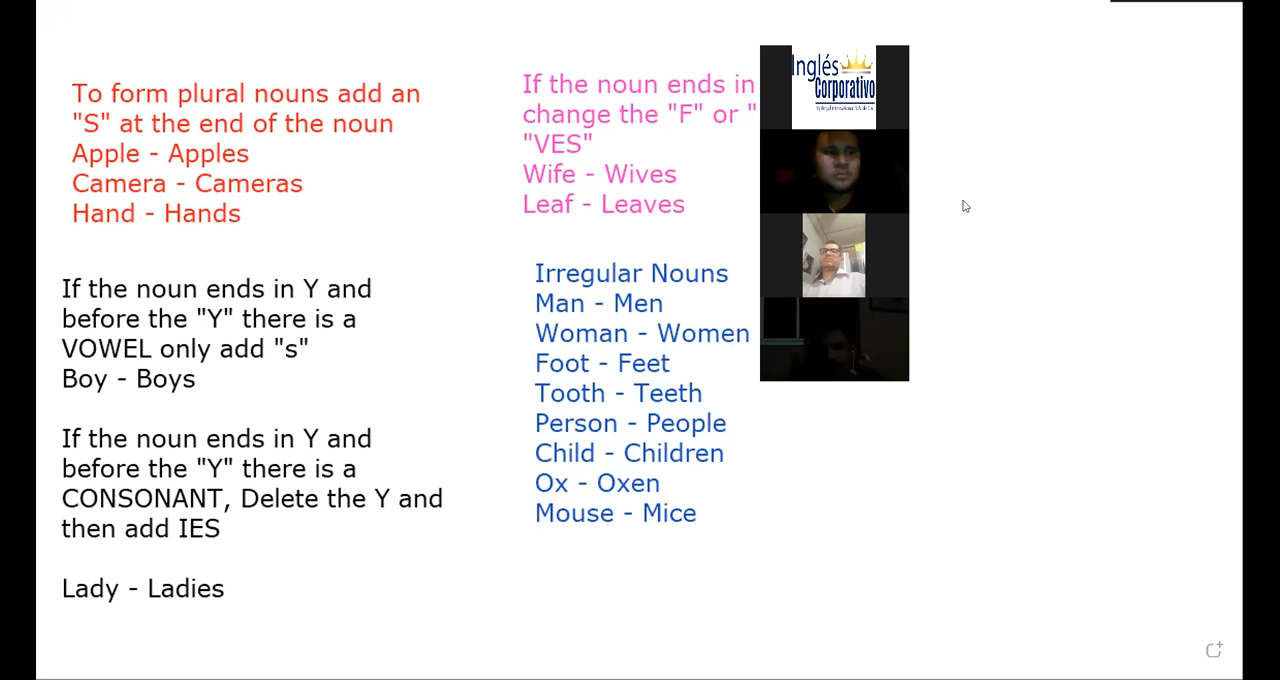 To form plural nouns add an
"S" at the end of the noun
Apple - Apples
Camera - Cameras
Hand - Hands
If the noun ends in Y and
before the "Y" there is a
VOWEL only add "s"
Boy - Boys
If the noun ends in Y and
before the "Y" there is a
CONSONANT, Delete the Y and
then add IES
Lady - Ladies
If the noun ends in
change the "F" or "
"VES"
Wife - Wives
Leaf - Leaves
Irregular Nouns
Man - Men
Woman - Women
Foot - Feet
Tooth - Teeth
Person - People
Child - Children
Ox - Oxen
Mouse - Mice
Inglés
Corporativo